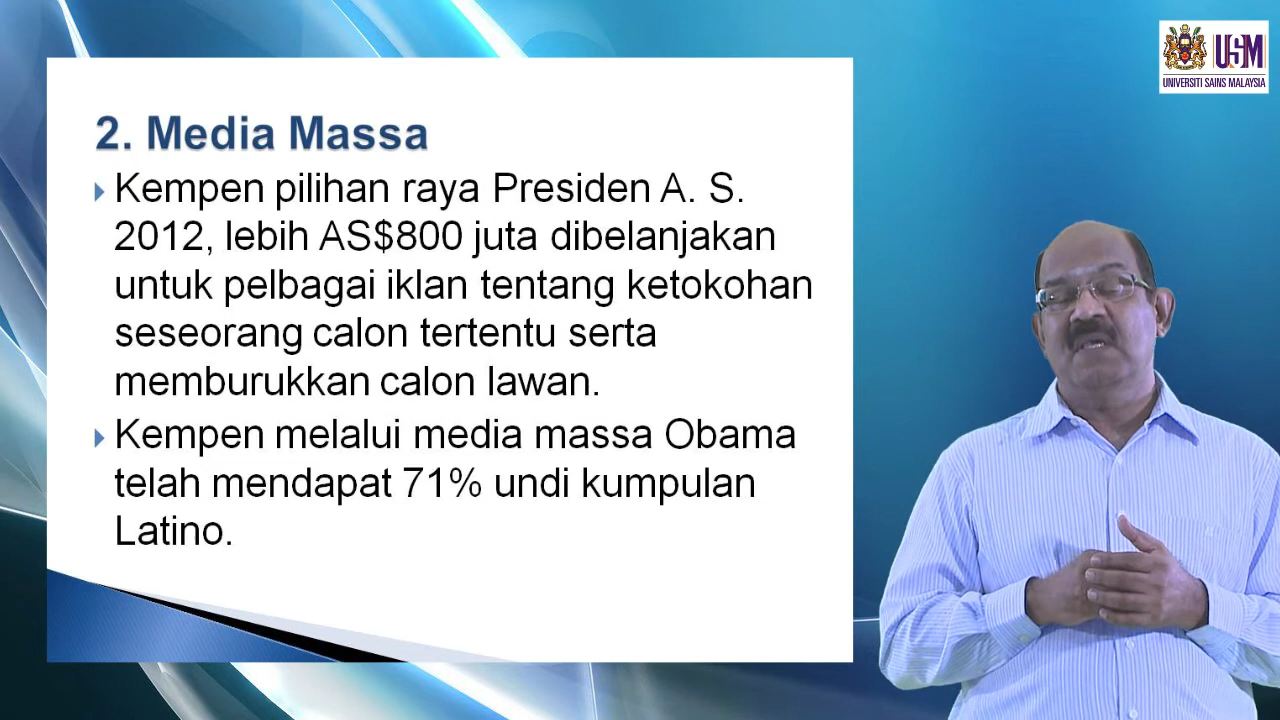 2. Media Massa
Kempen pilihan raya Presiden A. S.
2012, lebih AS$800 juta dibelanjakan
untuk pelbagai iklan tentang ketokohan
seseorang calon tertentu serta
memburukkan calon lawan.
Kempen melalui media massa Obama
telah mendapat 71% undi kumpulan
Latino.
USM
UNIVERSITI SAINS MALAYSIA